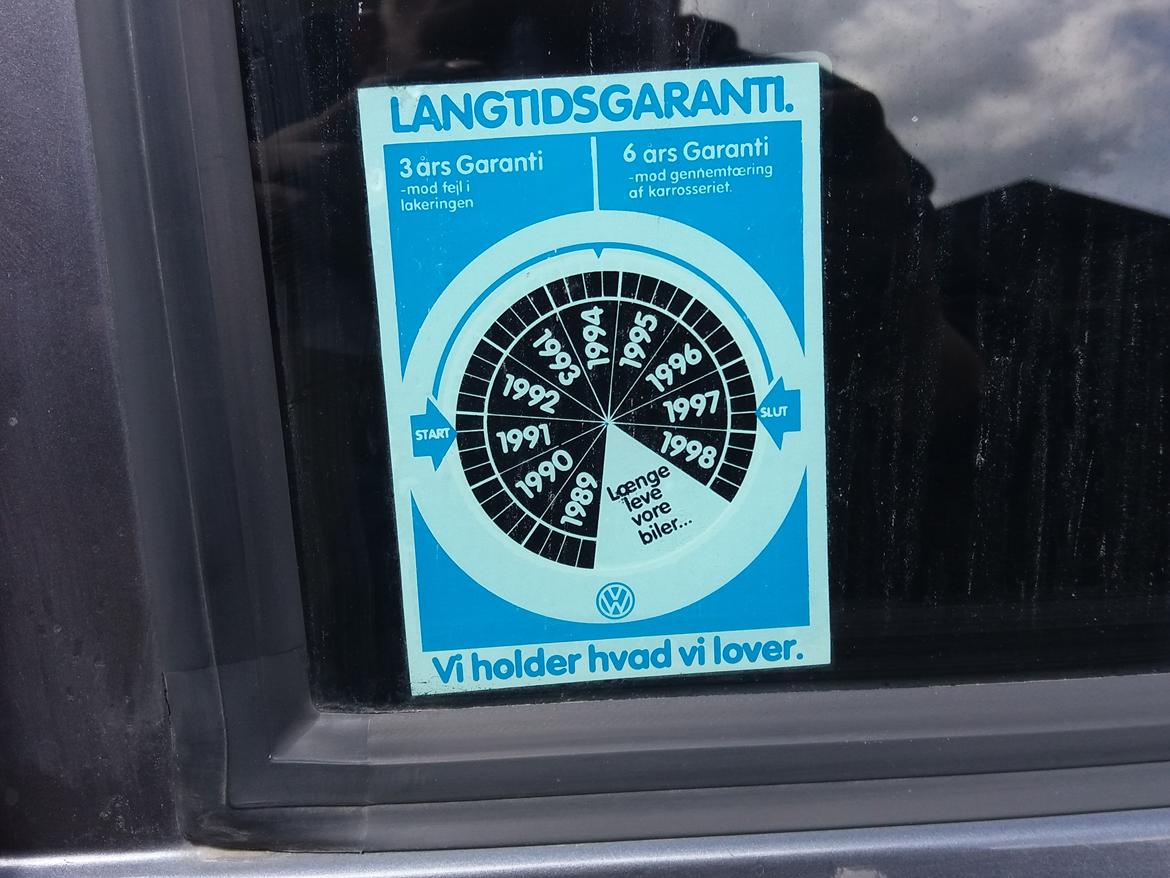 LANGTIDSGARANTI.
3 års Garanti
-mod fejl i
lakeringen
6 års Garanti
-mod gennemtæring
af karrosseriet.
START
SLUT
1989
1990
1991
1992
1993
1994
1995
1996
1997
1998
Længe
leve
vore
biler...
VW
Vi holder hvad vi lover.